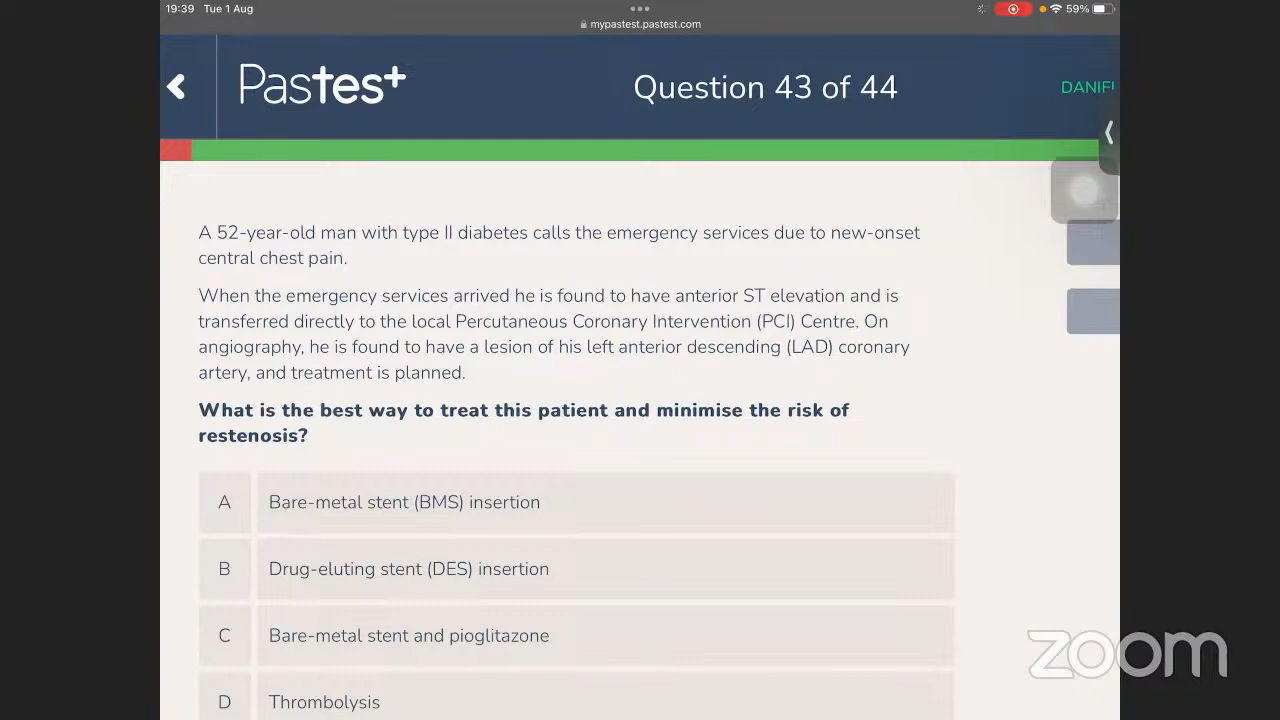 19:39 Tue 1 Aug
59%
mypastest.pastest.com
Pastest+
Question 43 of 44
A 52-year-old man with type II diabetes calls the emergency services due to new-onset
central chest pain.
When the emergency services arrived he is found to have anterior ST elevation and is
transferred directly to the local Percutaneous Coronary Intervention (PCI) Centre. On
angiography, he is found to have a lesion of his left anterior descending (LAD) coronary
artery, and treatment is planned.
What is the best way to treat this patient and minimise the risk of
restenosis?
A Bare-metal stent (BMS) insertion
B Drug-eluting stent (DES) insertion
C Bare-metal stent and pioglitazone
D Thrombolysis
zoom